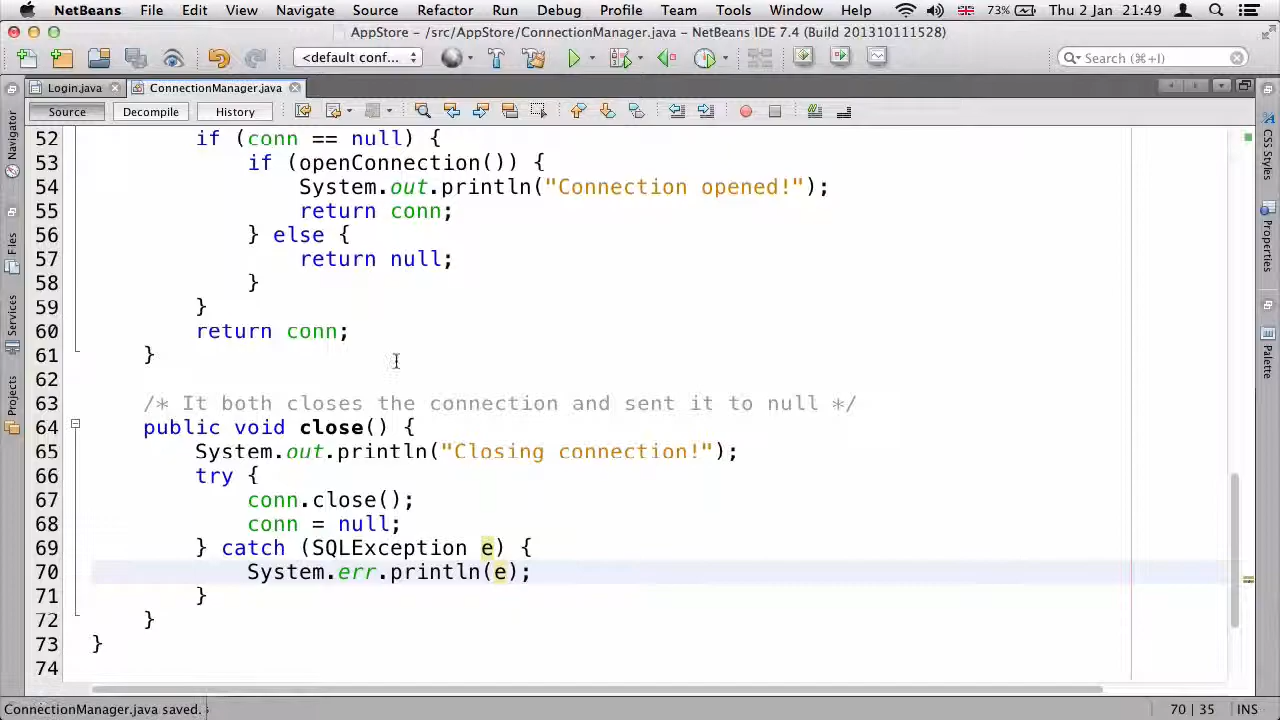 NetBeans File Edit View Navigate Source Refactor Run Debug Profile Team Tools Window Help 73% Thu 2 Jan 21:49
AppStore – /src/AppStore/ConnectionManager.java – NetBeans IDE 7.4 (Build 201310111528)
<default conf... Search (⌘+I)
Login.java ConnectionManager.java
Source Decompile History
52 if (conn == null) {
53 if (openConnection()) {
54 System.out.println("Connection opened!");
55 return conn;
56 } else {
57 return null;
58 }
59 }
60 return conn;
61 }
62
63 /* It both closes the connection and sent it to null */
64 public void close() {
65 System.out.println("Closing connection!");
66 try {
67 conn.close();
68 conn = null;
69 } catch (SQLException e) {
70 System.err.println(e);
71 }
72 }
73 }
74
Navigator
Files
Services
Projects
CSS Styles
Properties
Palette
ConnectionManager.java saved. 70 | 35 INS